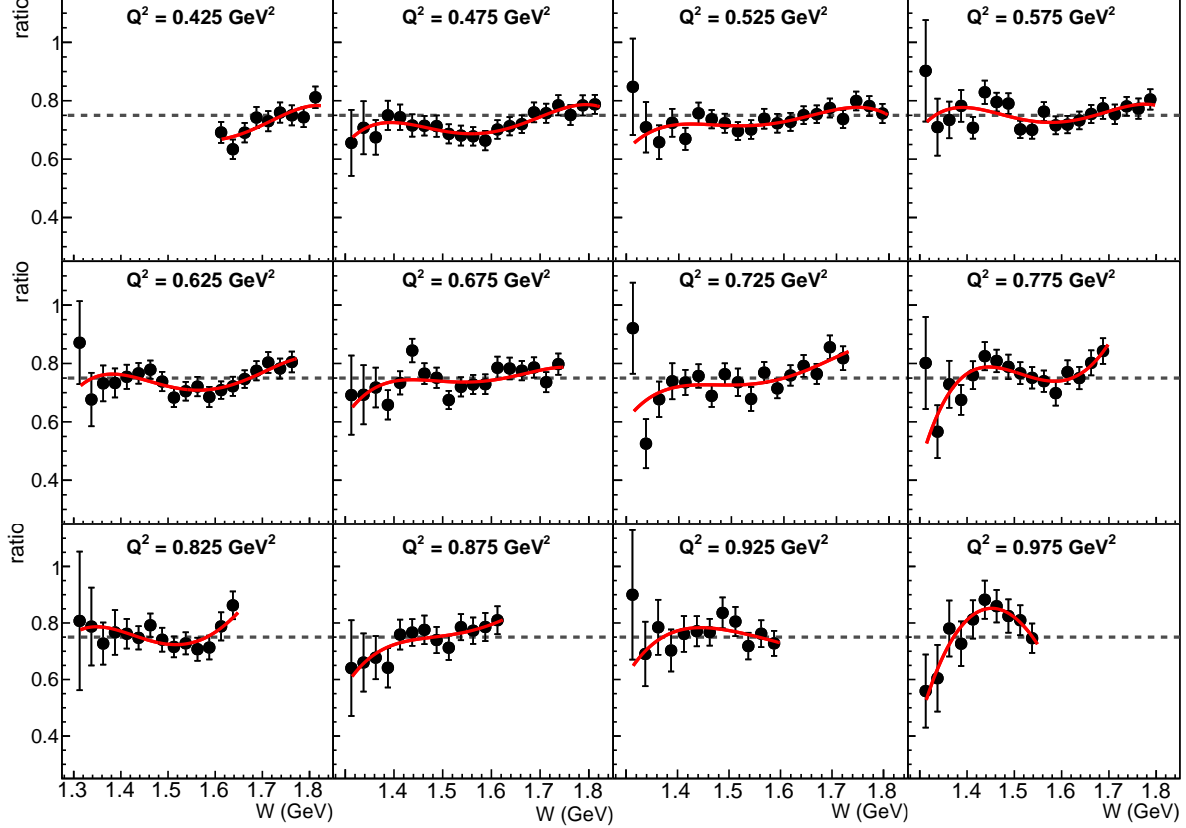 ratio
Q² = 0.425 GeV²
Q² = 0.475 GeV²
Q² = 0.525 GeV²
Q² = 0.575 GeV²
1
0.8
0.6
0.4
ratio
Q² = 0.625 GeV²
Q² = 0.675 GeV²
Q² = 0.725 GeV²
Q² = 0.775 GeV²
1
0.8
0.6
0.4
ratio
Q² = 0.825 GeV²
Q² = 0.875 GeV²
Q² = 0.925 GeV²
Q² = 0.975 GeV²
1
0.8
0.6
0.4
1.3 1.4 1.5 1.6 1.7 1.8 1.4 1.5 1.6 1.7 1.8 1.4 1.5 1.6 1.7 1.8 1.4 1.5 1.6 1.7 1.8
W (GeV) W (GeV) W (GeV) W (GeV)